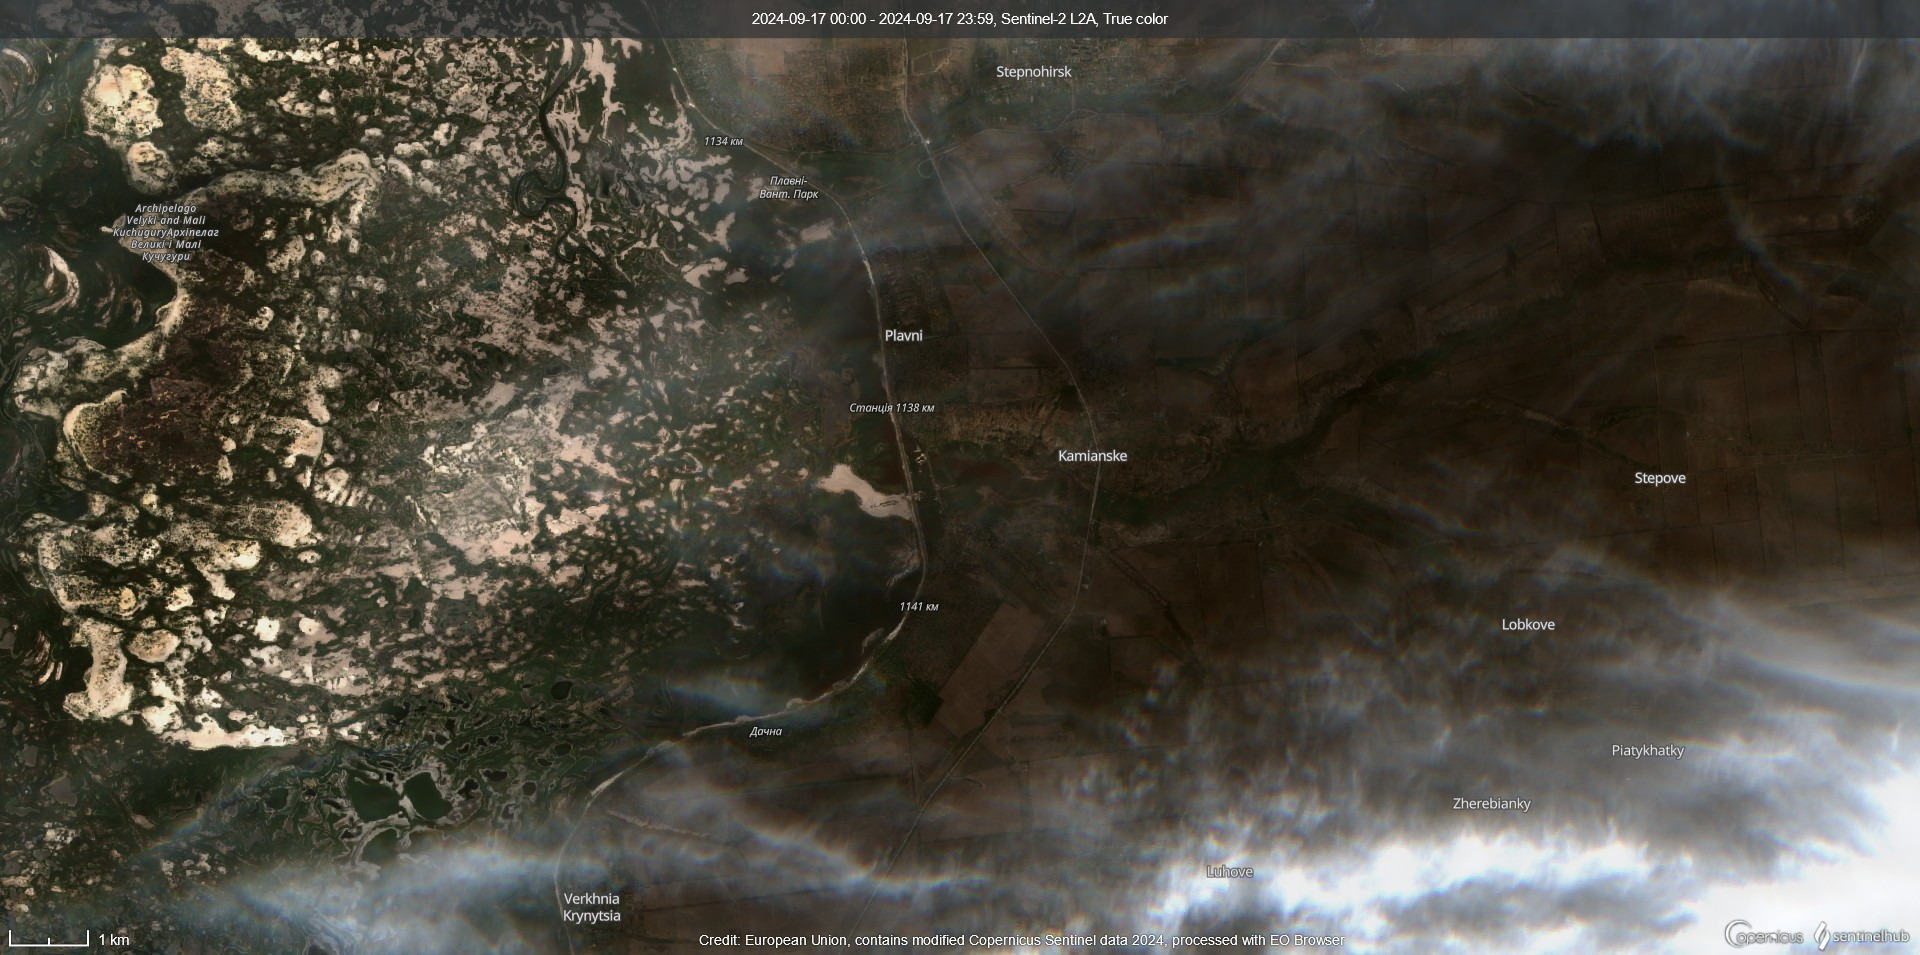 2024-09-17 00:00 - 2024-09-17 23:59, Sentinel-2 L2A, True color
Stepnohirsk
1134 км
Плавні-
Вант. Парк
Archipelago
Velyki and Mali
KuchuguryАрхіпелаг
Великі і Малі
Кучугури
Plavni
Станція 1138 км
Kamianske
Stepove
1141 км
Lobkove
Дачна
Piatykhatky
Zherebianky
Luhove
Verkhnia
Krynytsia
1 km
Credit: European Union, contains modified Copernicus Sentinel data 2024, processed with EO Browser
Copernicus
sentinelhub